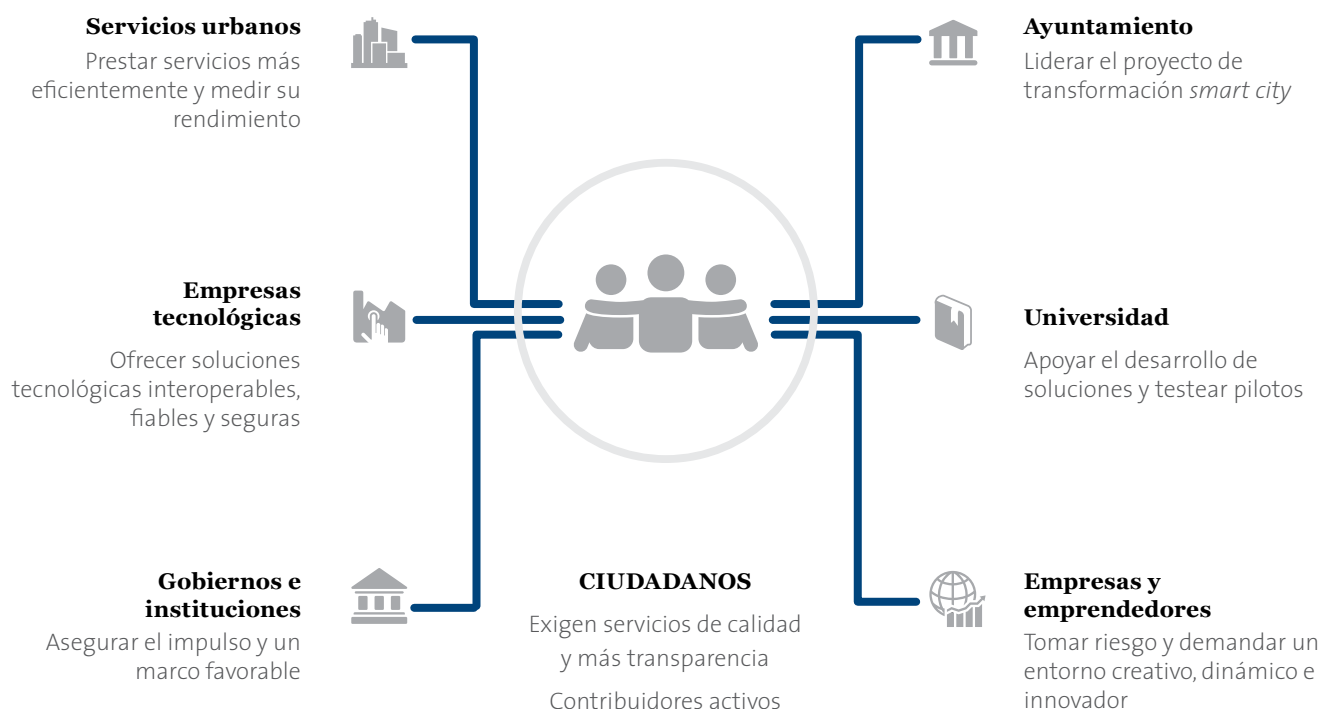 Servicios urbanos
Prestar servicios más
eficientemente y medir su
rendimiento
Empresas
tecnológicas
Ofrecer soluciones
tecnológicas interoperables,
fiables y seguras
Gobiernos e
instituciones
Asegurar el impulso y un
marco favorable
CIUDADANOS
Exigen servicios de calidad
y más transparencia
Contribuidores activos
Ayuntamiento
Liderar el proyecto de
transformación smart city
Universidad
Apoyar el desarrollo de
soluciones y testear pilotos
Empresas y
emprendedores
Tomar riesgo y demandar un
entorno creativo, dinámico e
innovador